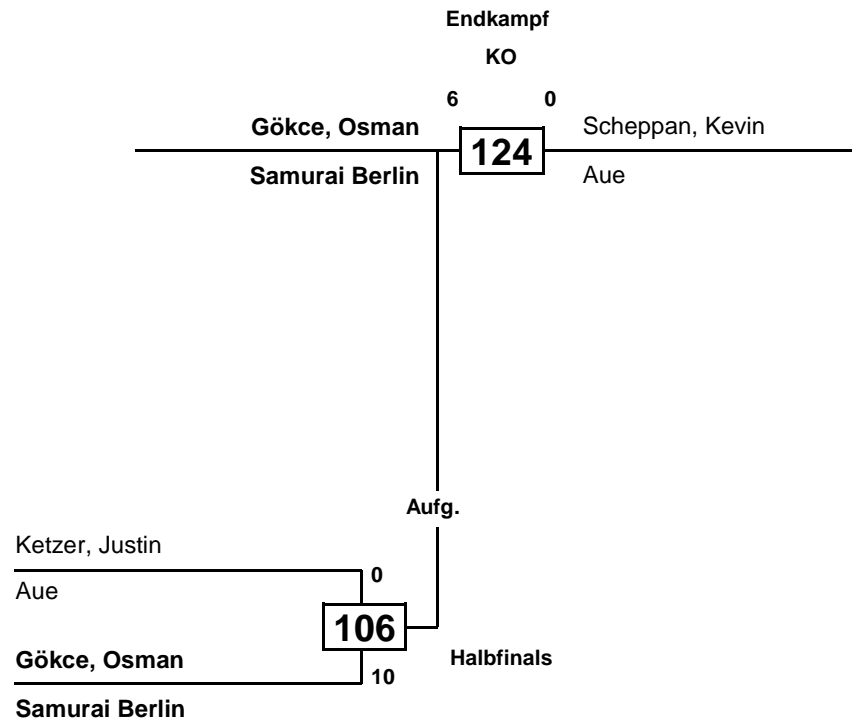 Endkampf
KO
6 0
Gökce, Osman 124 Scheppan, Kevin
Samurai Berlin Aue
Aufg.
Ketzer, Justin
0
Aue
106
Gökce, Osman Halbfinals
10
Samurai Berlin